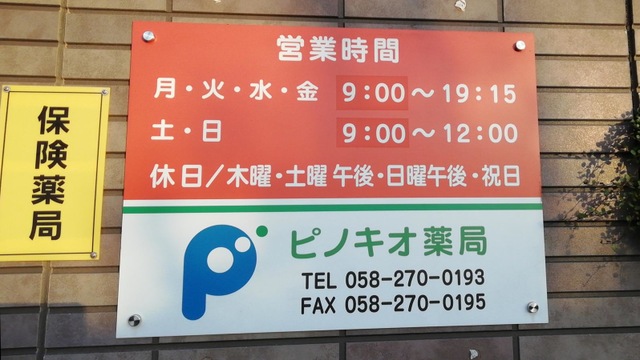 保険薬局
営業時間
月・火・水・金 9:00～19:15
土・日 9:00～12:00
休日/木曜・土曜午後・日曜午後・祝日
ピノキオ薬局
TEL 058-270-0193
FAX 058-270-0195